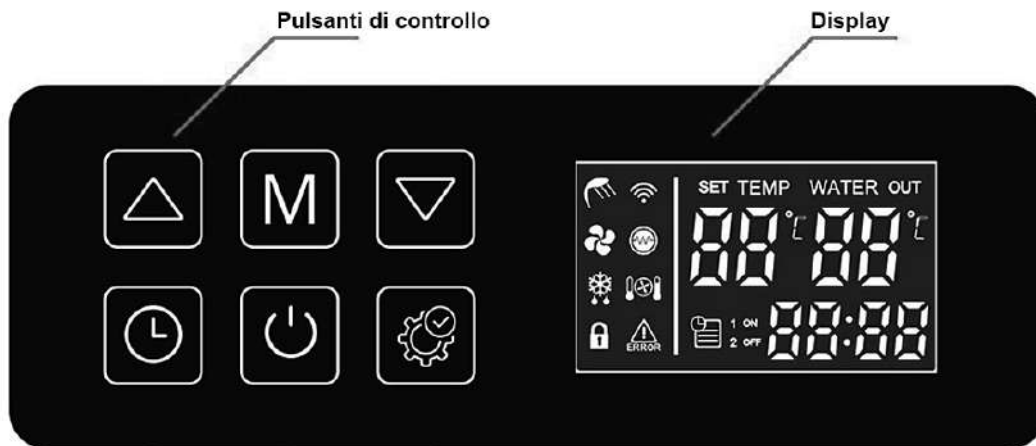 Pulsanti di controllo
Display
M
SET TEMP WATER OUT
88 °C 88 °C
1 ON
2 OFF
88:88
ERROR